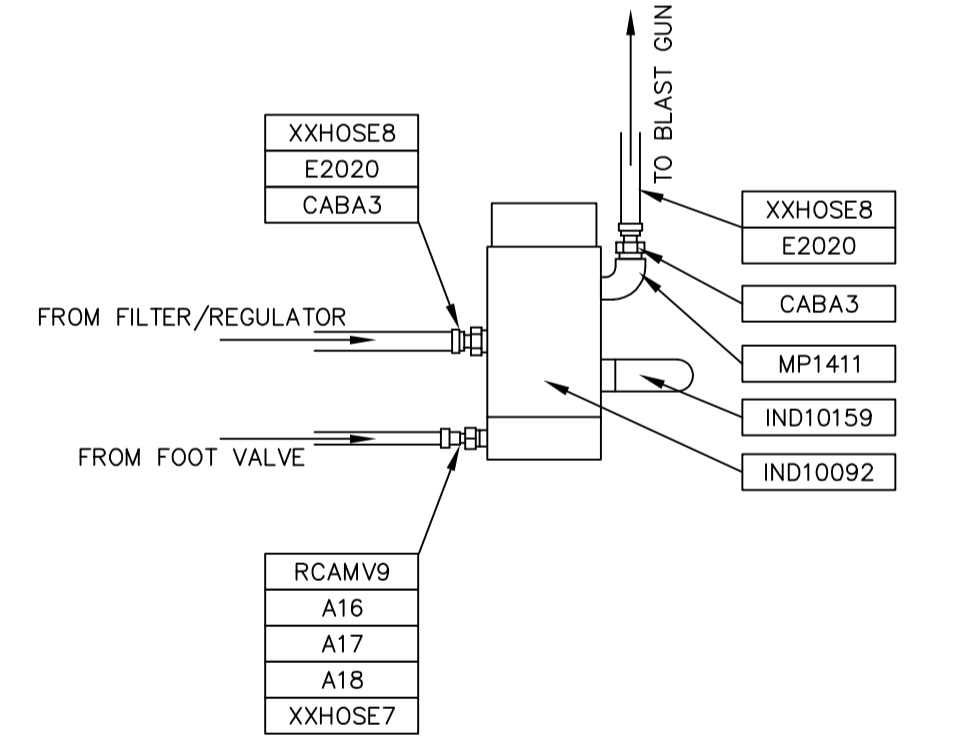 TO BLAST GUN
XXHOSE8
E2020
CABA3
XXHOSE8
E2020
CABA3
FROM FILTER/REGULATOR
MP1411
IND10159
FROM FOOT VALVE
IND10092
RCAMV9
A16
A17
A18
XXHOSE7